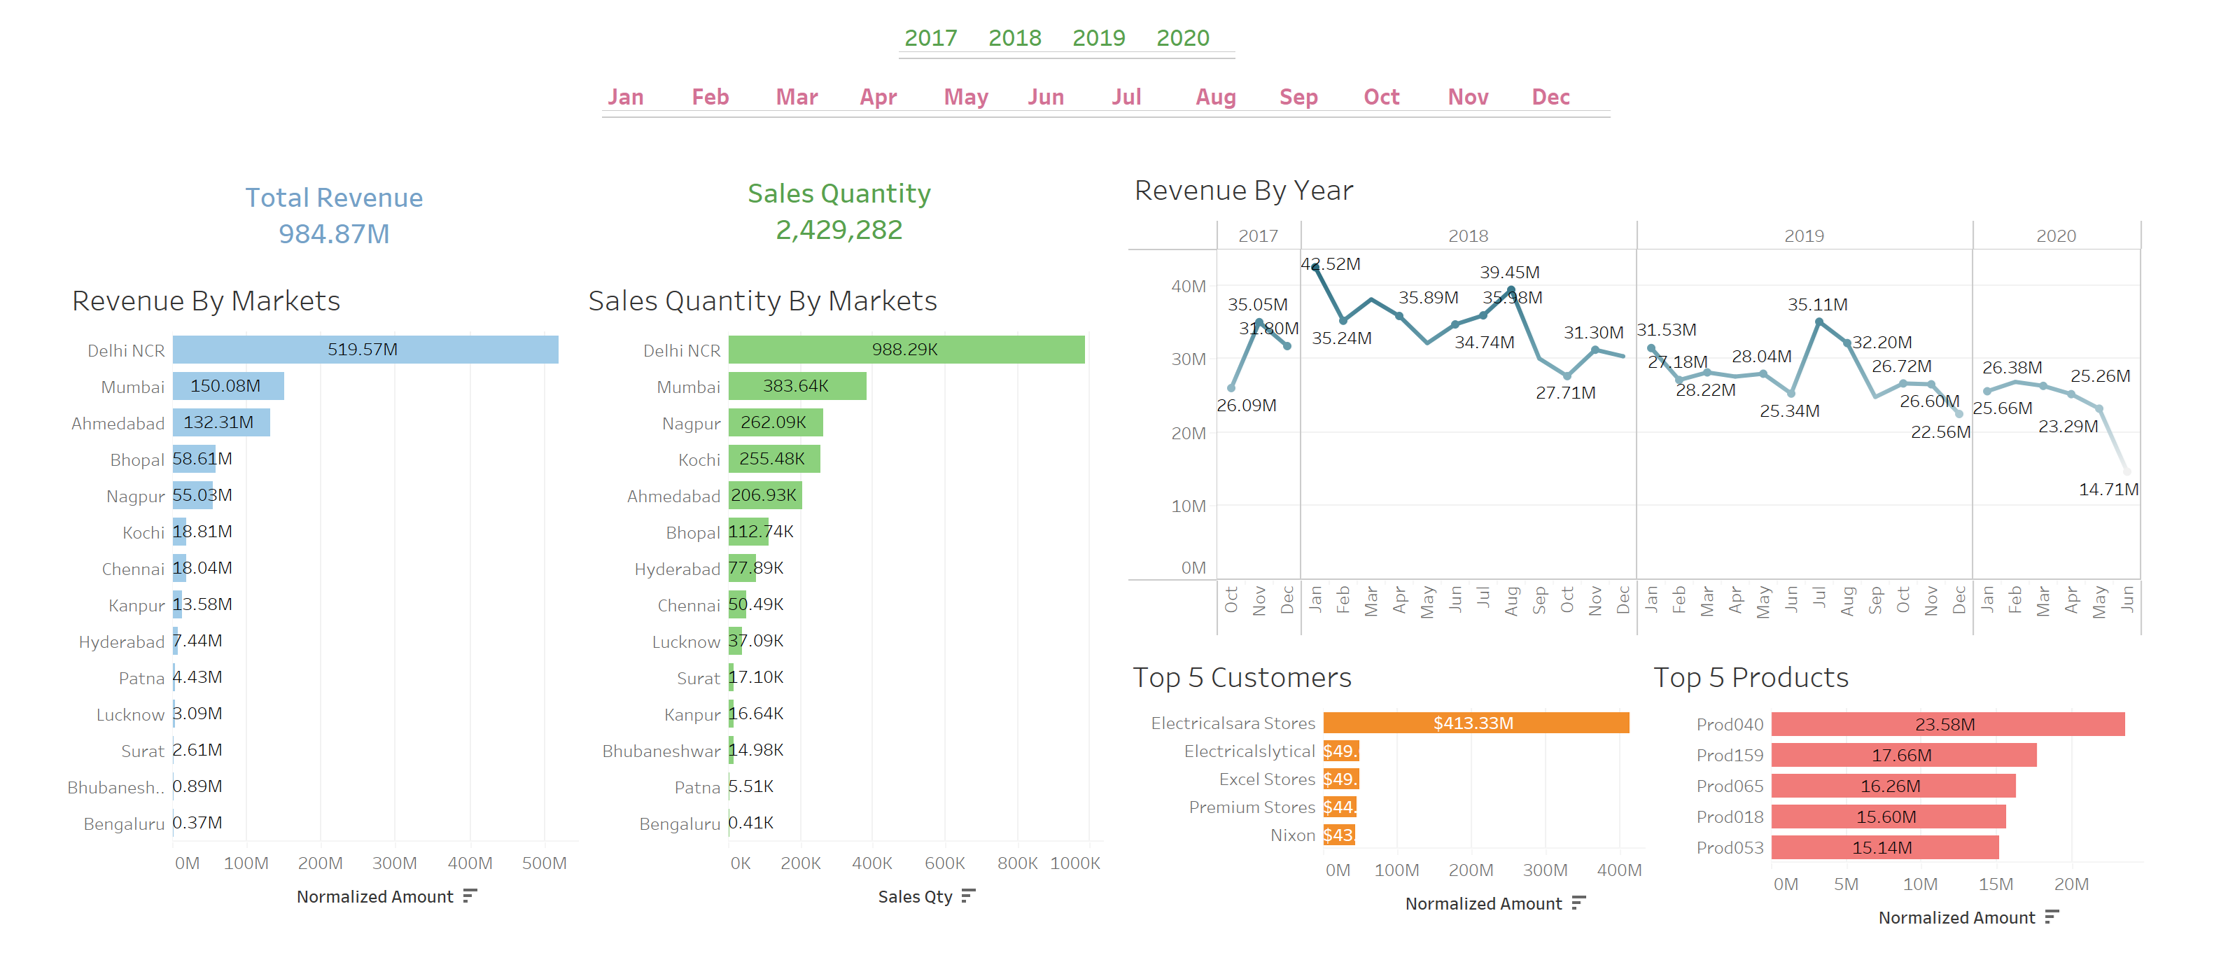 2017 2018 2019 2020
Jan Feb Mar Apr May Jun Jul Aug Sep Oct Nov Dec
Total Revenue
984.87M
Sales Quantity
2,429,282
Revenue By Markets
Delhi NCR 519.57M
Mumbai 150.08M
Ahmedabad 132.31M
Bhopal 58.61M
Nagpur 55.03M
Kochi 18.81M
Chennai 18.04M
Kanpur 13.58M
Hyderabad 7.44M
Patna 4.43M
Lucknow 3.09M
Surat 2.61M
Bhubanesh.. 0.89M
Bengaluru 0.37M
0M 100M 200M 300M 400M 500M
Normalized Amount
Sales Quantity By Markets
Delhi NCR 988.29K
Mumbai 383.64K
Nagpur 262.09K
Kochi 255.48K
Ahmedabad 206.93K
Bhopal 112.74K
Hyderabad 77.89K
Chennai 50.49K
Lucknow 37.09K
Surat 17.10K
Kanpur 16.64K
Bhubaneshwar 14.98K
Patna 5.51K
Bengaluru 0.41K
0K 200K 400K 600K 800K 1000K
Sales Qty
Revenue By Year
2017 2018 2019 2020
40M
30M
20M
10M
0M
26.09M
35.05M
31.80M
42.52M
35.24M
35.89M
34.74M
35.98M
39.45M
27.71M
31.30M
31.53M
27.18M
28.22M
28.04M
25.34M
35.11M
32.20M
26.72M
26.60M
22.56M
25.66M
26.38M
25.26M
23.29M
14.71M
Oct Nov Dec Jan Feb Mar Apr May Jun Jul Aug Sep Oct Nov Dec Jan Feb Mar Apr May Jun Jul Aug Sep Oct Nov Dec Jan Feb Mar Apr May Jun
Top 5 Customers
Electricalsara Stores $413.33M
Electricalslytical $49.
Excel Stores $49.
Premium Stores $44.
Nixon $43
0M 100M 200M 300M 400M
Normalized Amount
Top 5 Products
Prod040 23.58M
Prod159 17.66M
Prod065 16.26M
Prod018 15.60M
Prod053 15.14M
0M 5M 10M 15M 20M
Normalized Amount